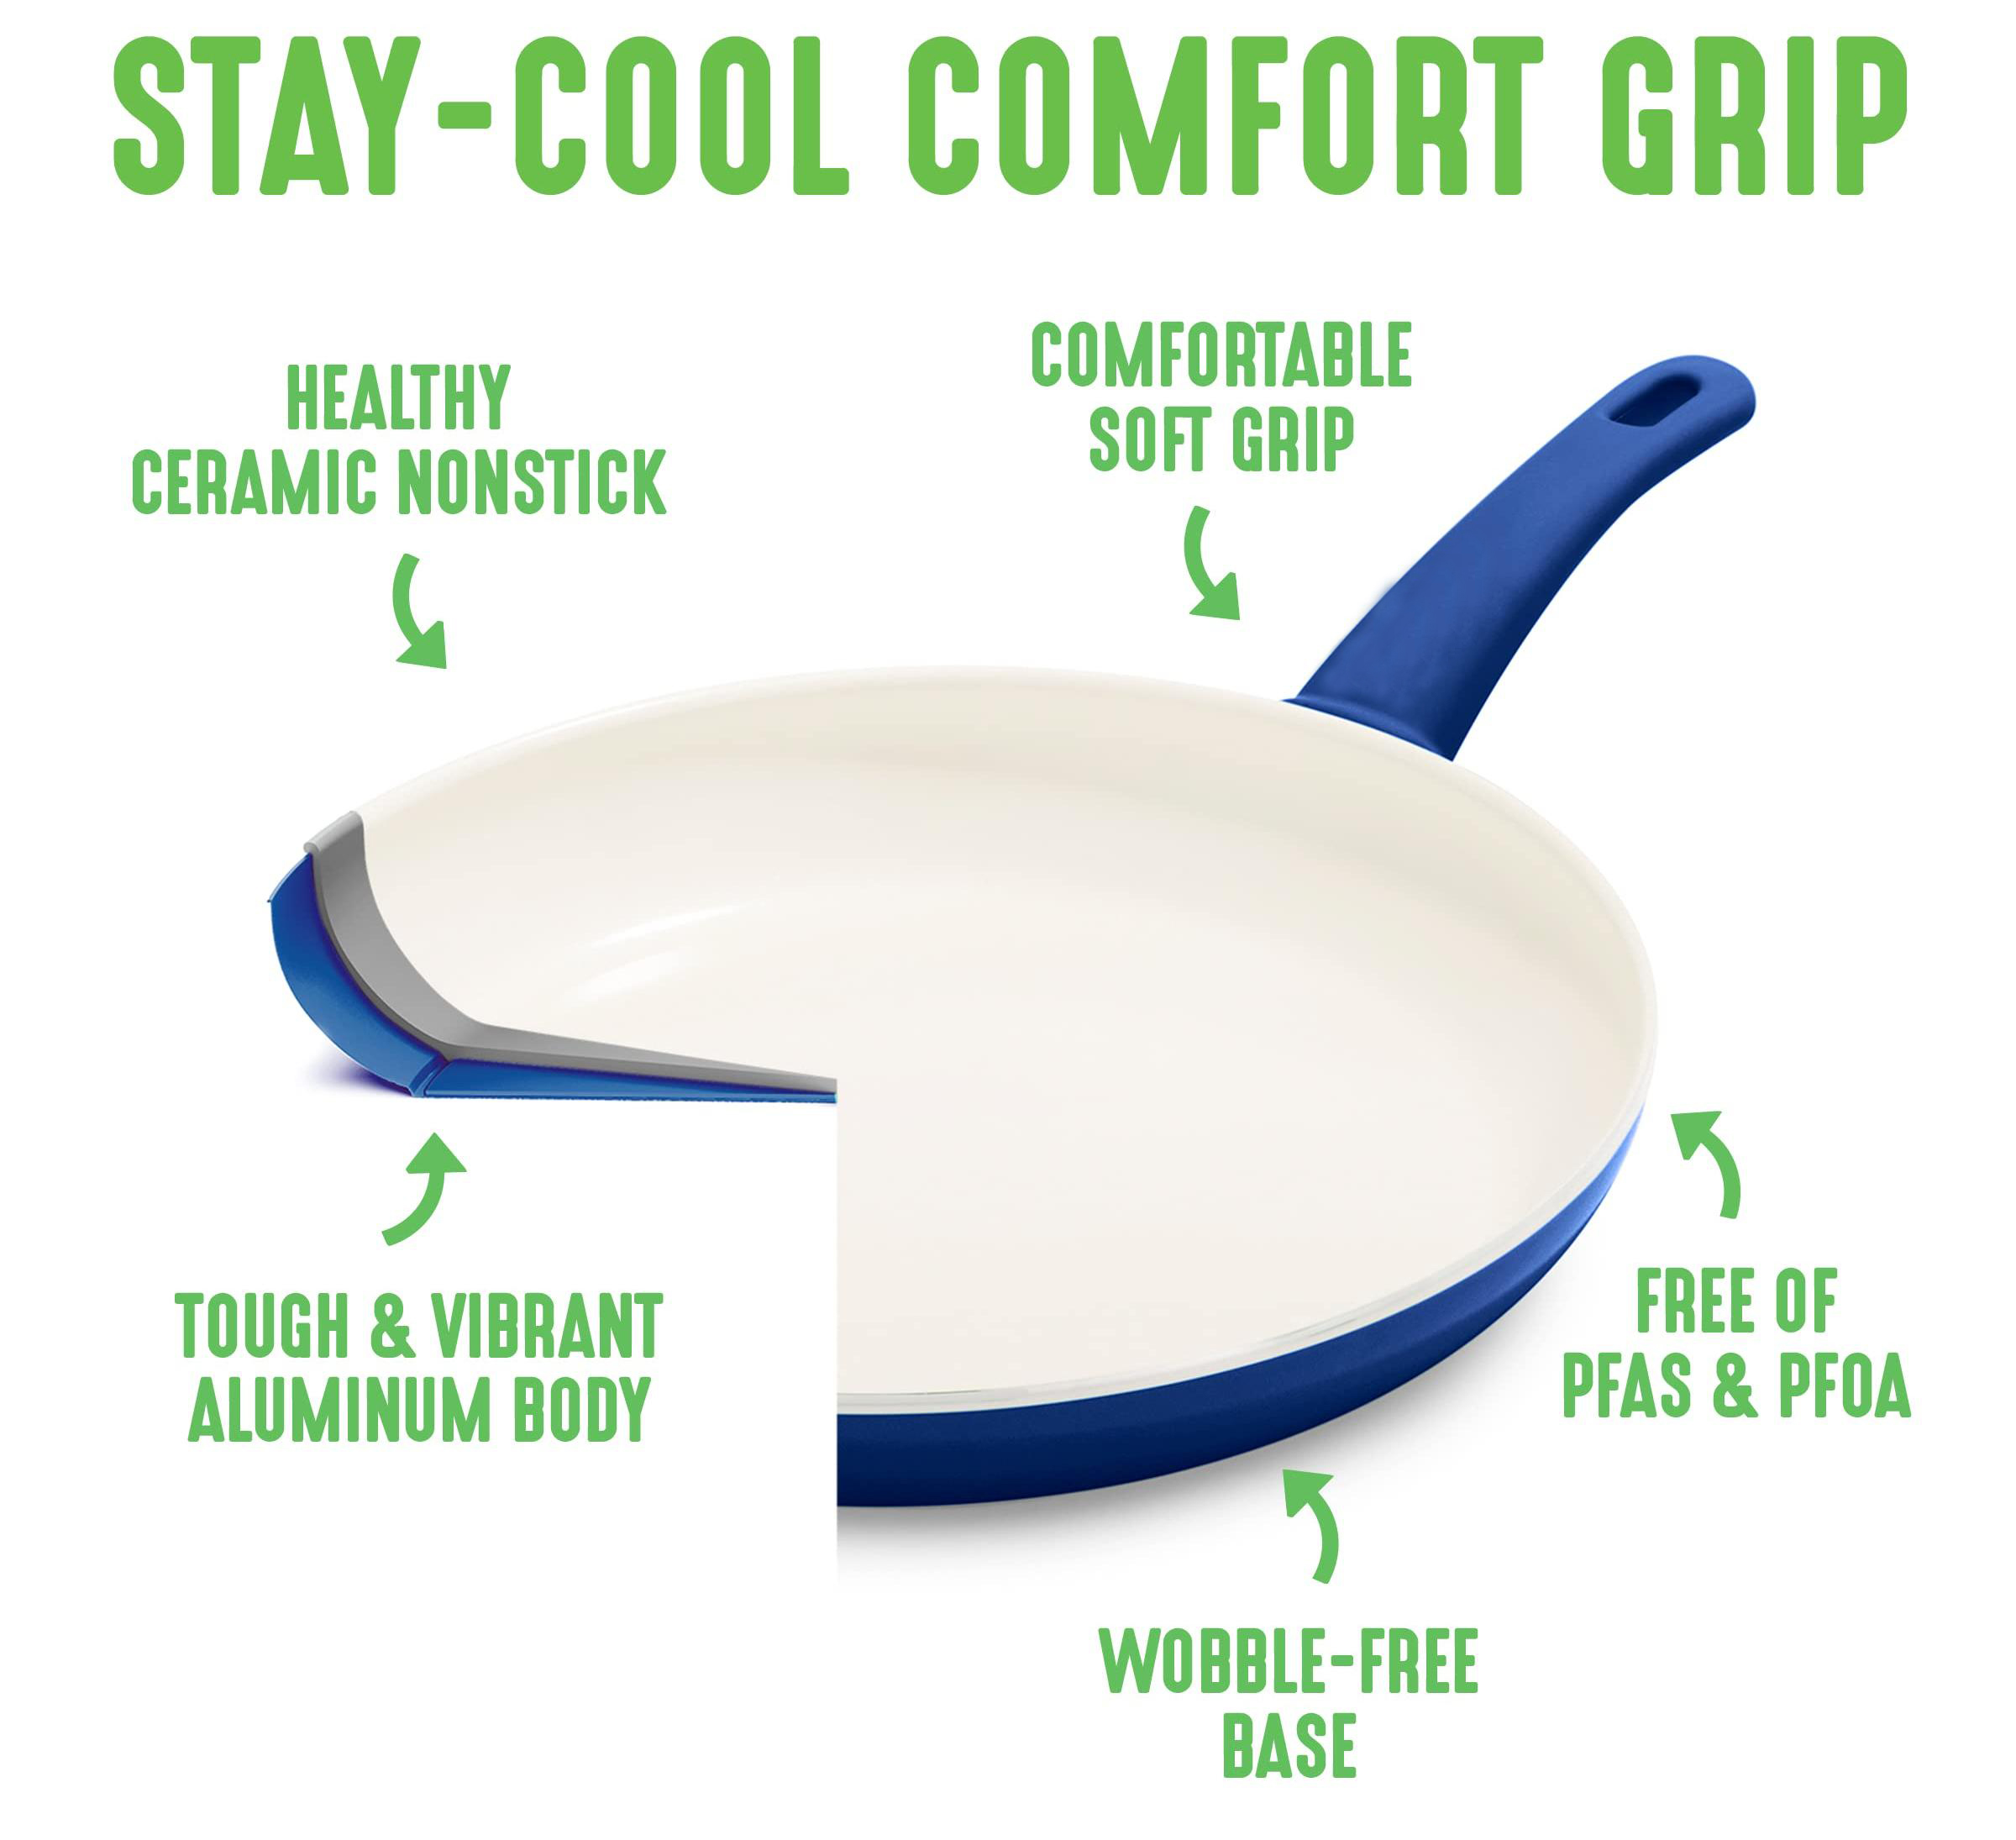 STAY-COOL COMFORT GRIP
HEALTHY
CERAMIC NONSTICK
COMFORTABLE
SOFT GRIP
TOUGH & VIBRANT
ALUMINUM BODY
FREE OF
PFAS & PFOA
WOBBLE-FREE
BASE